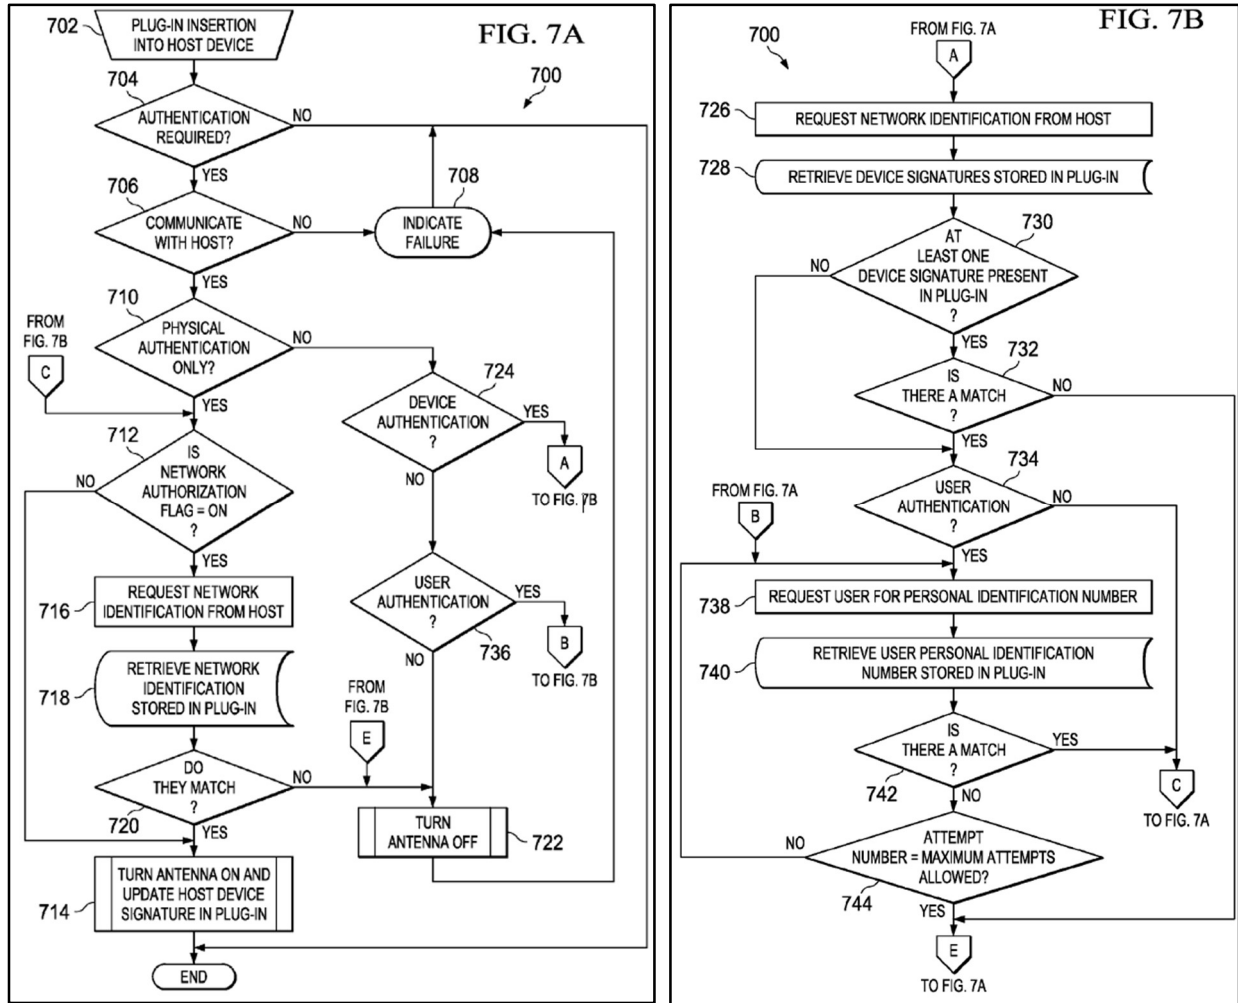 FIG. 7A
700
702
PLUG-IN INSERTION
INTO HOST DEVICE
704
AUTHENTICATION
REQUIRED?
NO
YES
706
COMMUNICATE
WITH HOST?
NO
708
INDICATE
FAILURE
YES
710
PHYSICAL
AUTHENTICATION
ONLY?
NO
YES
FROM
FIG. 7B
C
712
IS
NETWORK
AUTHORIZATION
FLAG = ON
?
NO
YES
716
REQUEST NETWORK
IDENTIFICATION FROM HOST
718
RETRIEVE NETWORK
IDENTIFICATION
STORED IN PLUG-IN
DO
THEY MATCH
?
720
NO
YES
714
TURN ANTENNA ON AND
UPDATE HOST DEVICE
SIGNATURE IN PLUG-IN
END
724
DEVICE
AUTHENTICATION
?
YES
A
TO FIG. 7B
NO
USER
AUTHENTICATION
?
736
YES
B
TO FIG. 7B
NO
FROM
FIG. 7B
E
TURN
ANTENNA OFF
722
FIG. 7B
700
FROM FIG. 7A
A
726
REQUEST NETWORK IDENTIFICATION FROM HOST
728
RETRIEVE DEVICE SIGNATURES STORED IN PLUG-IN
730
AT
LEAST ONE
DEVICE SIGNATURE PRESENT
IN PLUG-IN
?
NO
YES
732
IS
THERE A MATCH
?
NO
YES
734
USER
AUTHENTICATION
?
NO
YES
FROM FIG. 7A
B
738
REQUEST USER FOR PERSONAL IDENTIFICATION NUMBER
740
RETRIEVE USER PERSONAL IDENTIFICATION
NUMBER STORED IN PLUG-IN
IS
THERE A MATCH
?
742
YES
NO
C
TO FIG. 7A
ATTEMPT
NUMBER = MAXIMUM ATTEMPTS
ALLOWED?
744
NO
YES
E
TO FIG. 7A